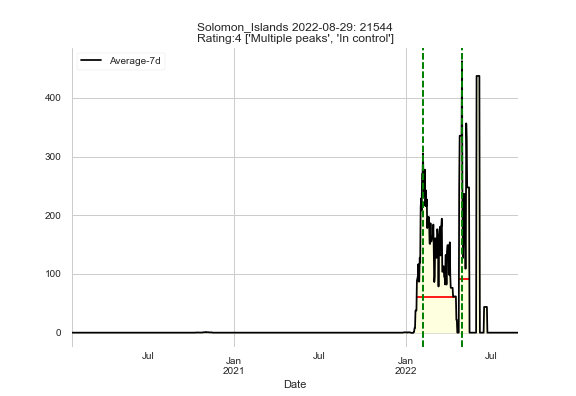 Solomon_Islands 2022-08-29: 21544
Rating:4 ['Multiple peaks', 'In control']
Average-7d
400
300
200
100
0
Jul
Jan
2021
Jul
Jan
2022
Jul
Date